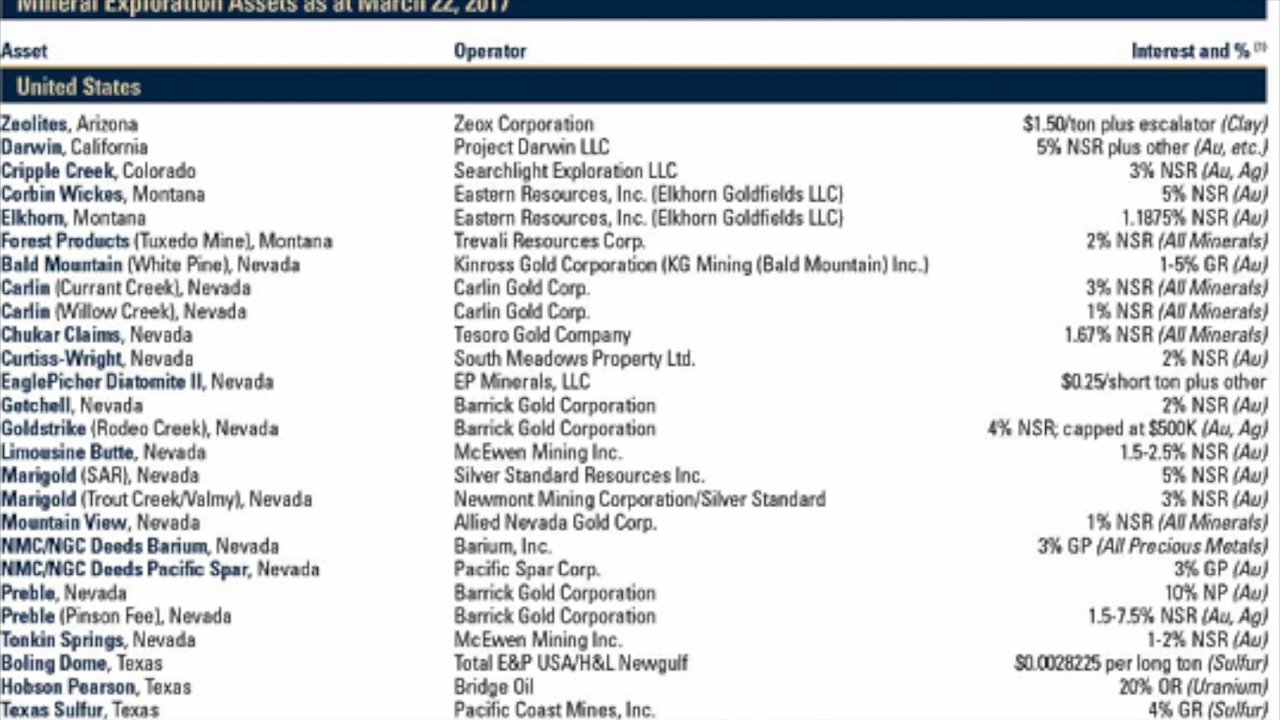 Mineral Exploration Assets as at March 22, 2017
Asset Operator Interest and % (1)
United States
Zeolites, Arizona Zeox Corporation $1.50/ton plus escalator (Clay)
Darwin, California Project Darwin LLC 5% NSR plus other (Au, etc.)
Cripple Creek, Colorado Searchlight Exploration LLC 3% NSR (Au, Ag)
Corbin Wickes, Montana Eastern Resources, Inc. (Elkhorn Goldfields LLC) 5% NSR (Au)
Elkhorn, Montana Eastern Resources, Inc. (Elkhorn Goldfields LLC) 1.1875% NSR (Au)
Forest Products (Tuxedo Mine), Montana Trevali Resources Corp. 2% NSR (All Minerals)
Bald Mountain (White Pine), Nevada Kinross Gold Corporation (KG Mining (Bald Mountain) Inc.) 1-5% GR (Au)
Carlin (Currant Creek), Nevada Carlin Gold Corp. 3% NSR (All Minerals)
Carlin (Willow Creek), Nevada Carlin Gold Corp. 1% NSR (All Minerals)
Chukar Claims, Nevada Tesoro Gold Company 1.67% NSR (All Minerals)
Curtiss-Wright, Nevada South Meadows Property Ltd. 2% NSR (Au)
EaglePicher Diatomite II, Nevada EP Minerals, LLC $0.25/short ton plus other
Getchell, Nevada Barrick Gold Corporation 2% NSR (Au)
Goldstrike (Rodeo Creek), Nevada Barrick Gold Corporation 4% NSR; capped at $500K (Au, Ag)
Limousine Butte, Nevada McEwen Mining Inc. 1.5-2.5% NSR (Au)
Marigold (SAR), Nevada Silver Standard Resources Inc. 5% NSR (Au)
Marigold (Trout Creek/Valmy), Nevada Newmont Mining Corporation/Silver Standard 3% NSR (Au)
Mountain View, Nevada Allied Nevada Gold Corp. 1% NSR (All Minerals)
NMC/NGC Deeds Barium, Nevada Barium, Inc. 3% GP (All Precious Metals)
NMC/NGC Deeds Pacific Spar, Nevada Pacific Spar Corp. 3% GP (Au)
Preble, Nevada Barrick Gold Corporation 10% NP (Au)
Preble (Pinson Fee), Nevada Barrick Gold Corporation 1.5-7.5% NSR (Au, Ag)
Tonkin Springs, Nevada McEwen Mining Inc. 1-2% NSR (Au)
Boling Dome, Texas Total E&P USA/H&L Newgulf $0.0028225 per long ton (Sulfur)
Hobson Pearson, Texas Bridge Oil 20% OR (Uranium)
Texas Sulfur, Texas Pacific Coast Mines, Inc. 4% GR (Sulfur)